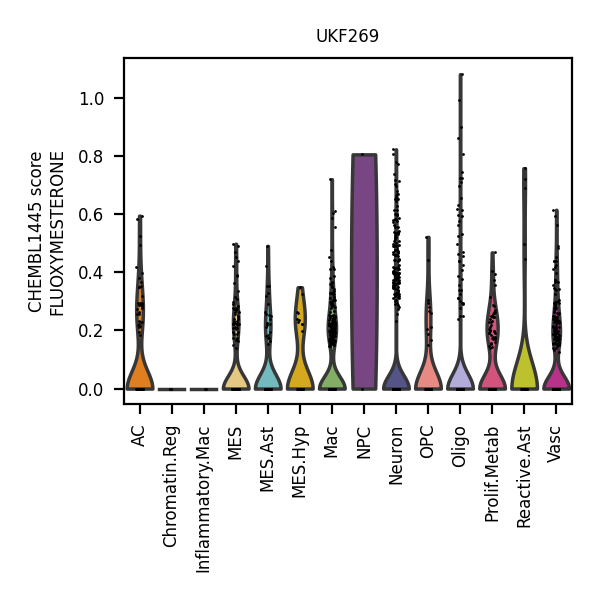 UKF269
CHEMBL1445 score
FLUOXYMESTERONE
1.0
0.8
0.6
0.4
0.2
0.0
AC
Chromatin.Reg
Inflammatory.Mac
MES
MES.Ast
MES.Hyp
Mac
NPC
Neuron
OPC
Oligo
Prolif.Metab
Reactive.Ast
Vasc